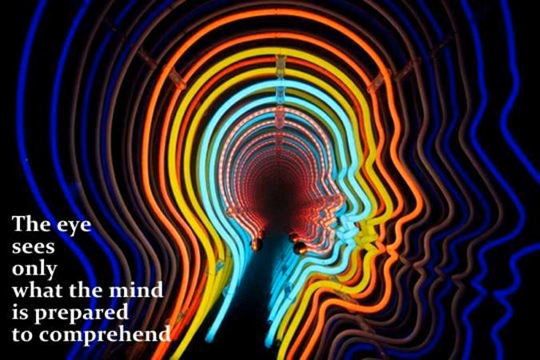 The eye
sees
only
what the mind
is prepared
to comprehend